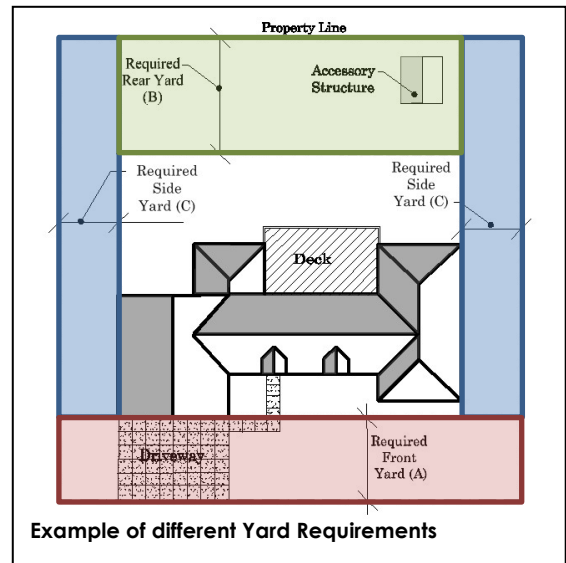 Property Line
Required
Rear Yard
(B)
Accessory
Structure
Required
Side
Yard (C)
Required
Side
Yard (C)
Deck
Driveway
Required
Front
Yard (A)
Example of different Yard Requirements